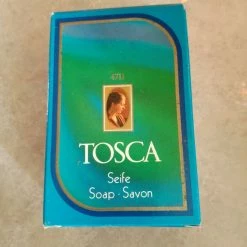 4711
TOSCA
Seife
Soap · Savon